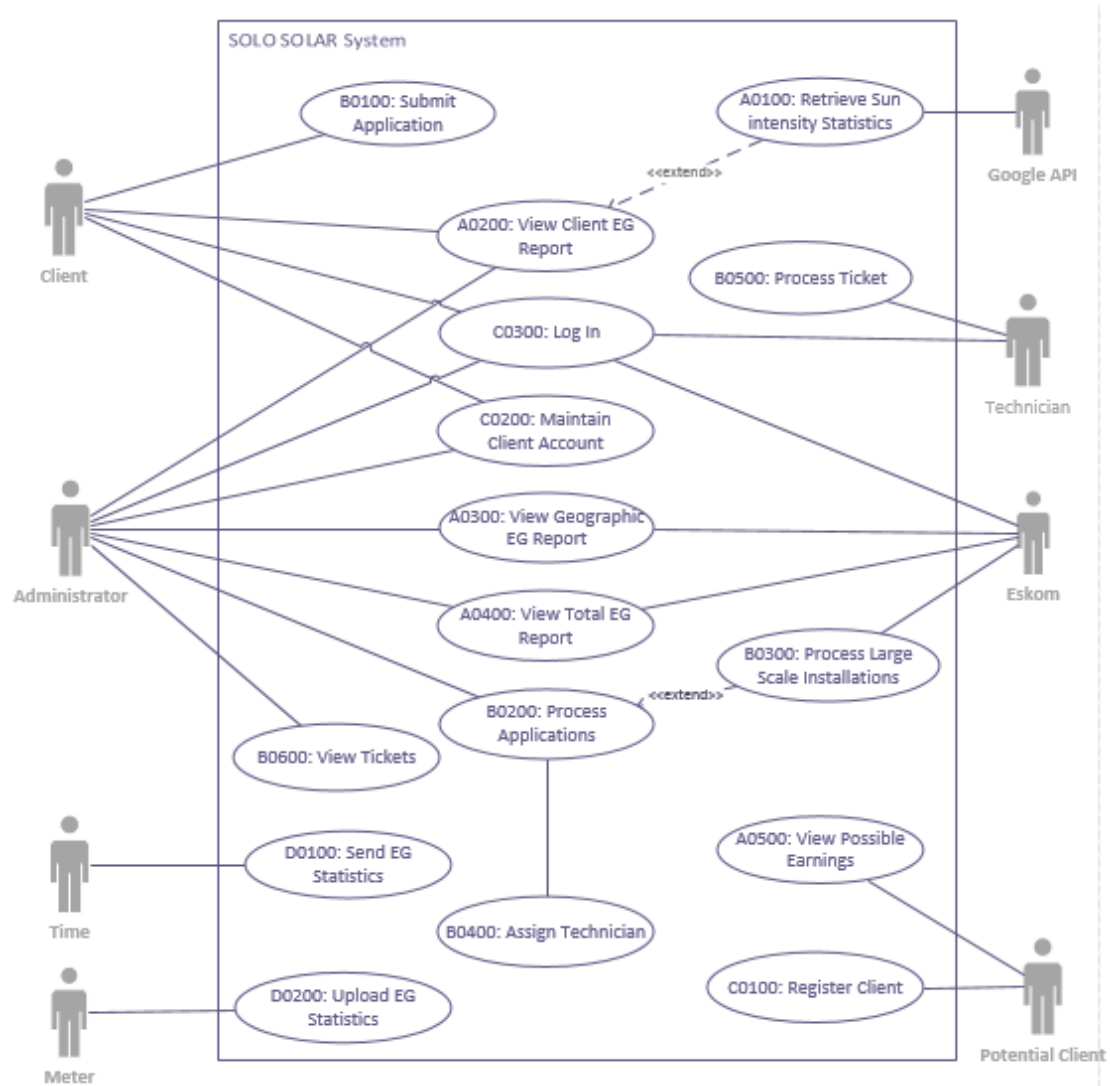 SOLO SOLAR System
B0100: Submit
Application
A0100: Retrieve Sun
intensity Statistics
Google API
<<extend>>
Client
A0200: View Client EG
Report
B0500: Process Ticket
C0300: Log In
Technician
C0200: Maintain
Client Account
A0300: View Geographic
EG Report
Administrator
Eskom
A0400: View Total EG
Report
B0300: Process Large
Scale Installations
<<extend>>
B0200: Process
Applications
B0600: View Tickets
A0500: View Possible
Earnings
D0100: Send EG
Statistics
Time
B0400: Assign Technician
D0200: Upload EG
Statistics
C0100: Register Client
Meter
Potential Client